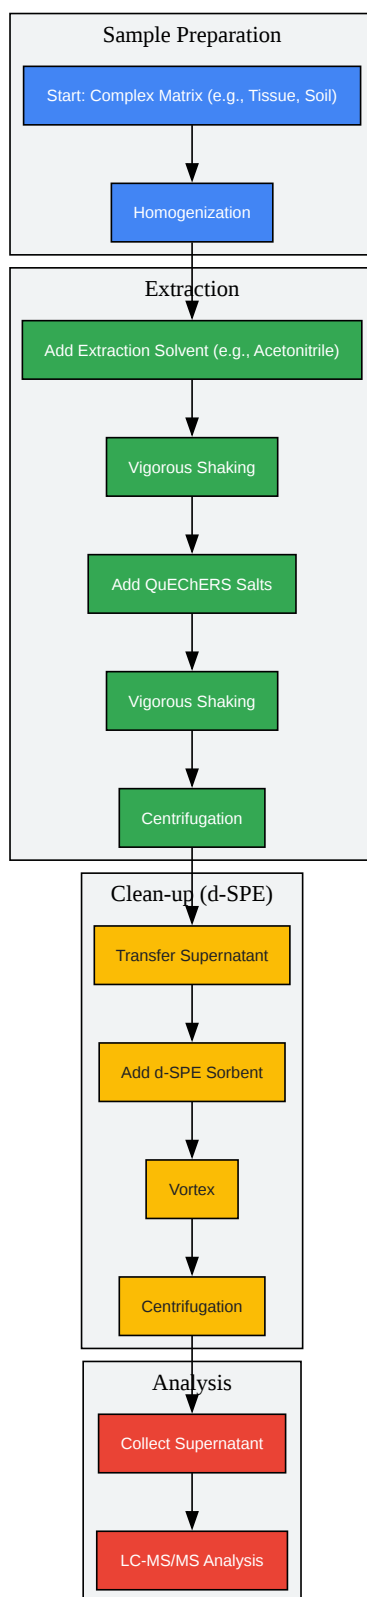 Sample Preparation
Start: Complex Matrix (e.g., Tissue, Soil)
Homogenization
Extraction
Add Extraction Solvent (e.g., Acetonitrile)
Vigorous Shaking
Add QuEChERS Salts
Vigorous Shaking
Centrifugation
Clean-up (d-SPE)
Transfer Supernatant
Add d-SPE Sorbent
Vortex
Centrifugation
Analysis
Collect Supernatant
LC-MS/MS Analysis